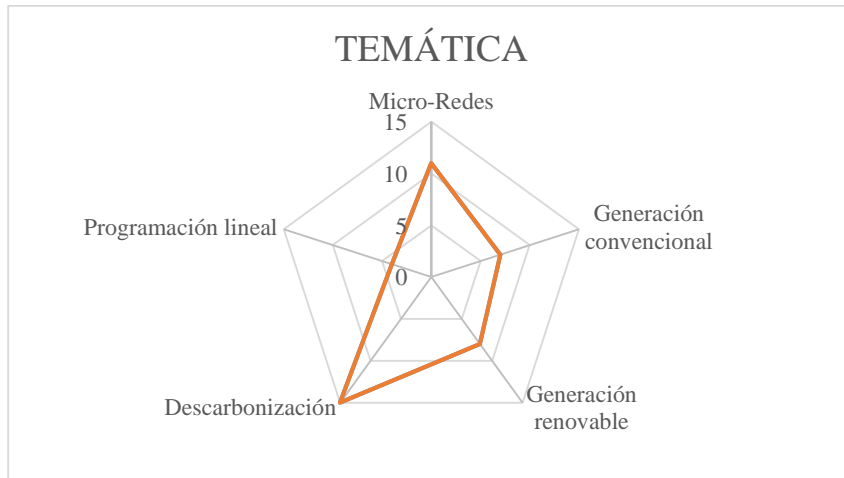 TEMÁTICA
Micro-Redes
15
10
5
0
Generación
convencional
Programación lineal
Descarbonización
Generación
renovable